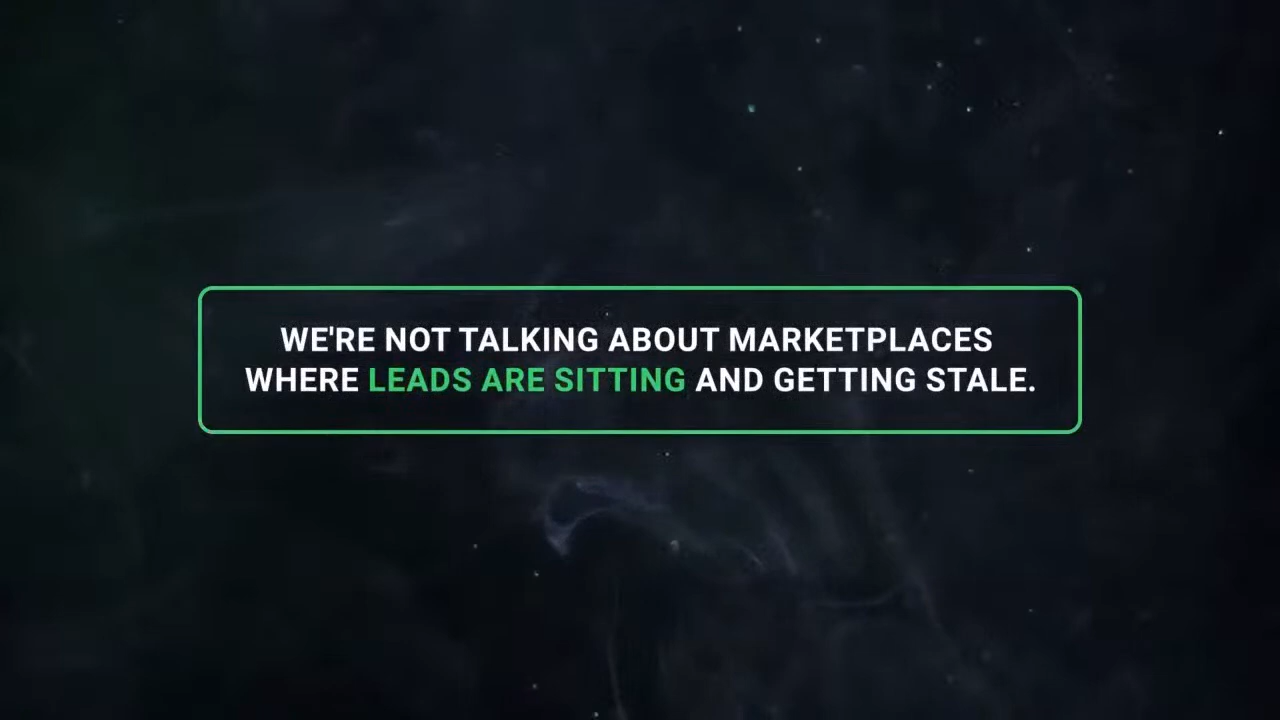 WE'RE NOT TALKING ABOUT MARKETPLACES
WHERE LEADS ARE SITTING AND GETTING STALE.